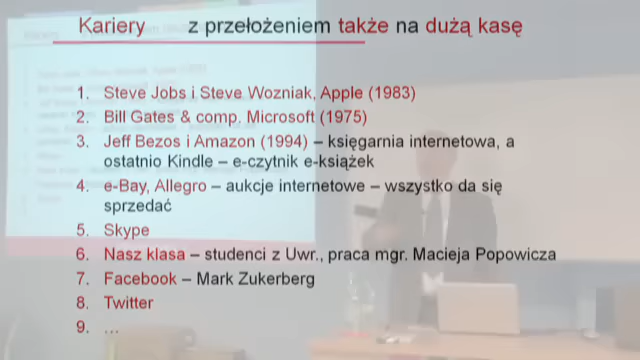 Kariery z przełożeniem także na dużą kasę
1. Steve Jobs i Steve Wozniak, Apple (1983)
2. Bill Gates & comp. Microsoft (1975)
3. Jeff Bezos i Amazon (1994) – księgarnia internetowa, a
ostatnio Kindle – e-czytnik e-książek
4. e-Bay, Allegro – aukcje internetowe – wszystko da się
sprzedać
5. Skype
6. Nasz klasa – studenci z Uwr., praca mgr. Macieja Popowicza
7. Facebook – Mark Zukerberg
8. Twitter
9. ...